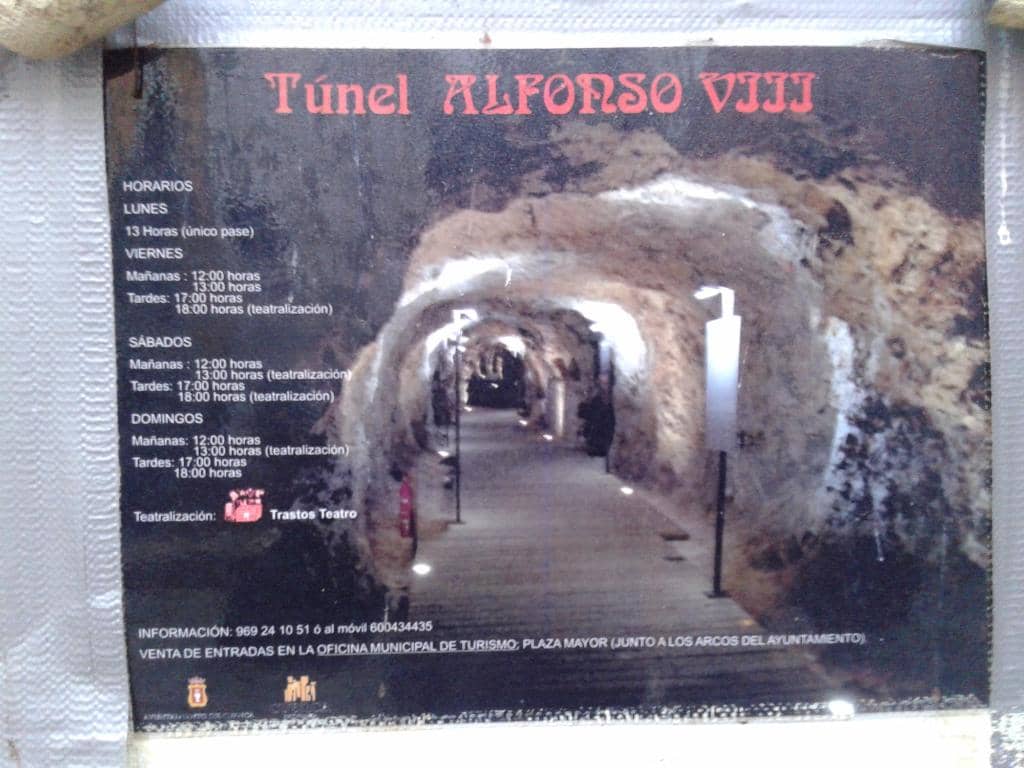 Túnel ALFONSO VIII
HORARIOS
LUNES
13 Horas (único pase)
VIERNES
Mañanas : 12:00 horas
13:00 horas
Tardes: 17:00 horas
18:00 horas (teatralización)
SÁBADOS
Mañanas : 12:00 horas
13:00 horas (teatralización)
Tardes: 17:00 horas
18:00 horas (teatralización)
DOMINGOS
Mañanas: 12:00 horas
13:00 horas (teatralización)
Tardes: 17:00 horas
18:00 horas
Teatralización: Trastos Teatro
INFORMACIÓN: 969 24 10 51 ó al móvil 600434435
VENTA DE ENTRADAS EN LA OFICINA MUNICIPAL DE TURISMO; PLAZA MAYOR (JUNTO A LOS ARCOS DEL AYUNTAMIENTO)